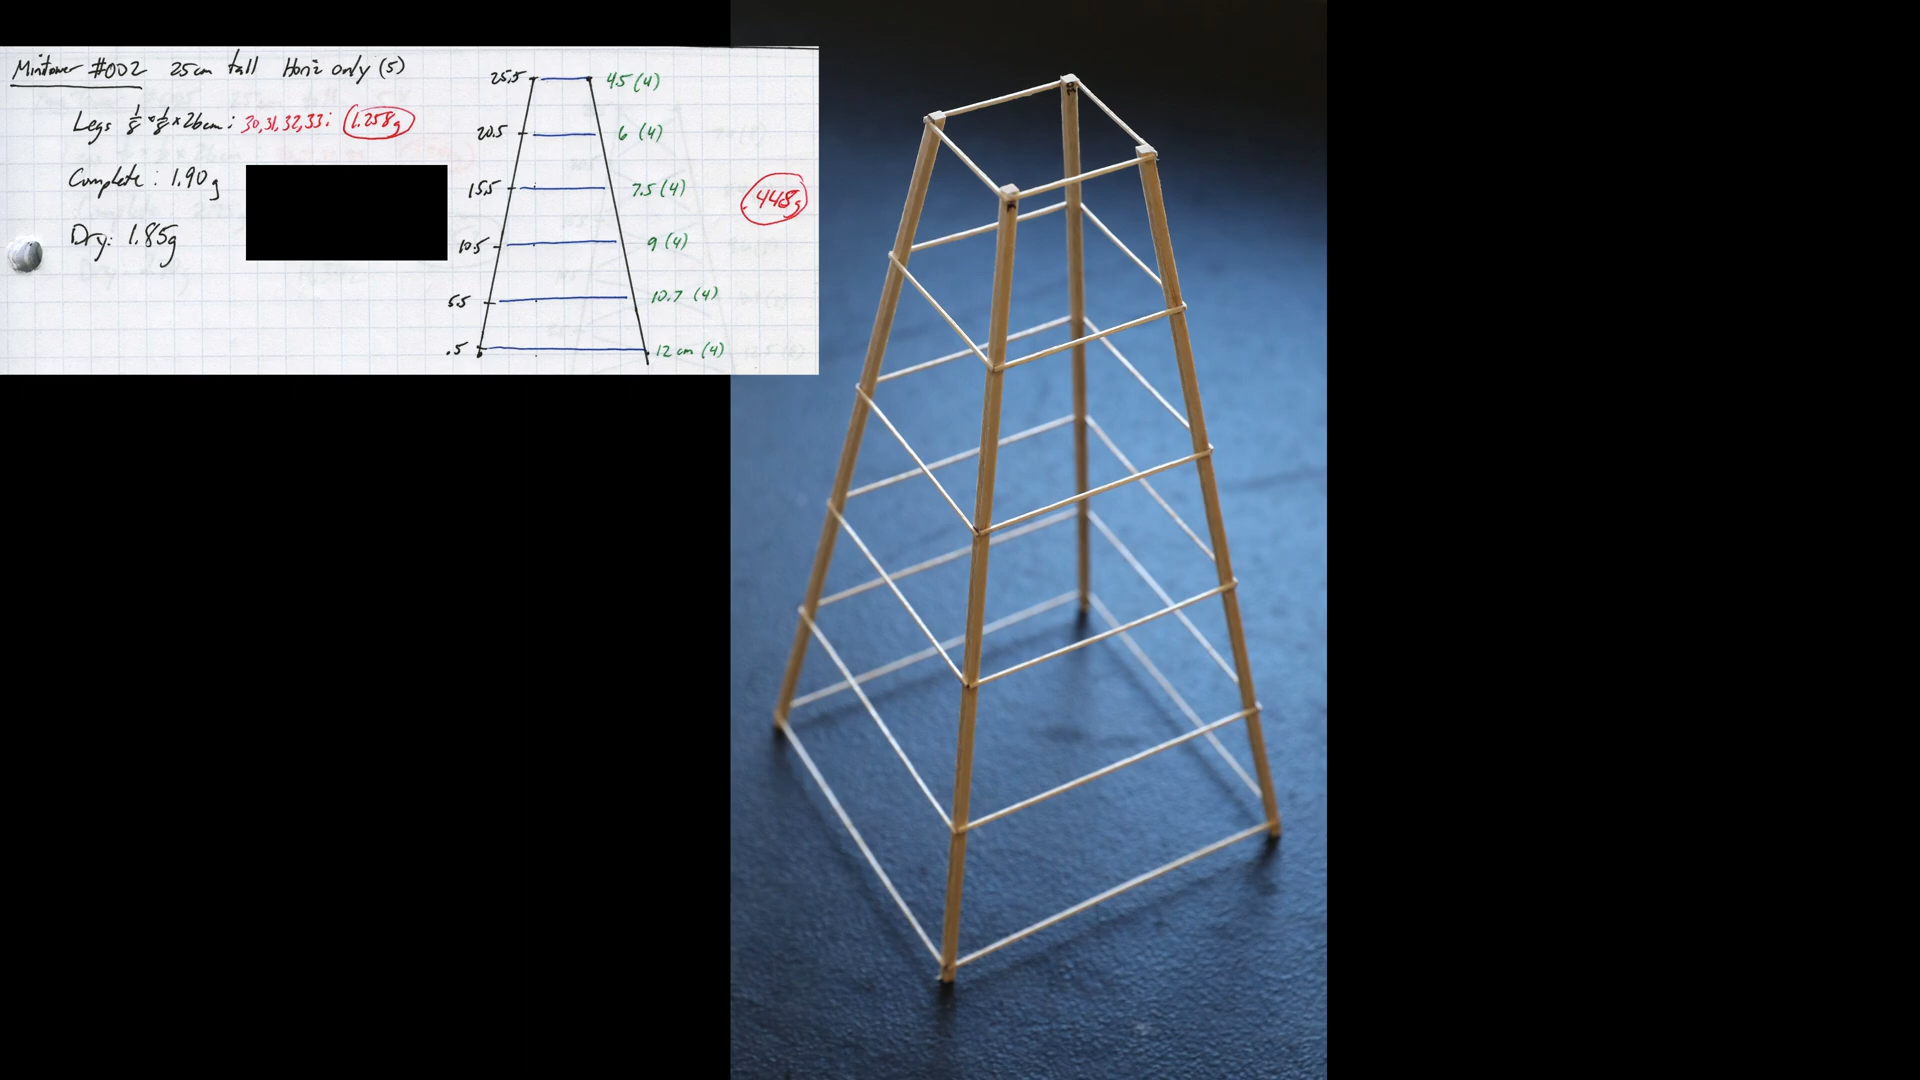 Minitower #002 25cm tall Horiz only (5)
Legs 1/8 x 1/8 x 26cm: 30,31,32,33: 1.258g
Complete: 1.90g
Dry: 1.85g
25.5 4.5 (4)
20.5 6 (4)
15.5 7.5 (4)
.448g
10.5 9 (4)
5.5 10.7 (4)
.5 12 cm (4)
30